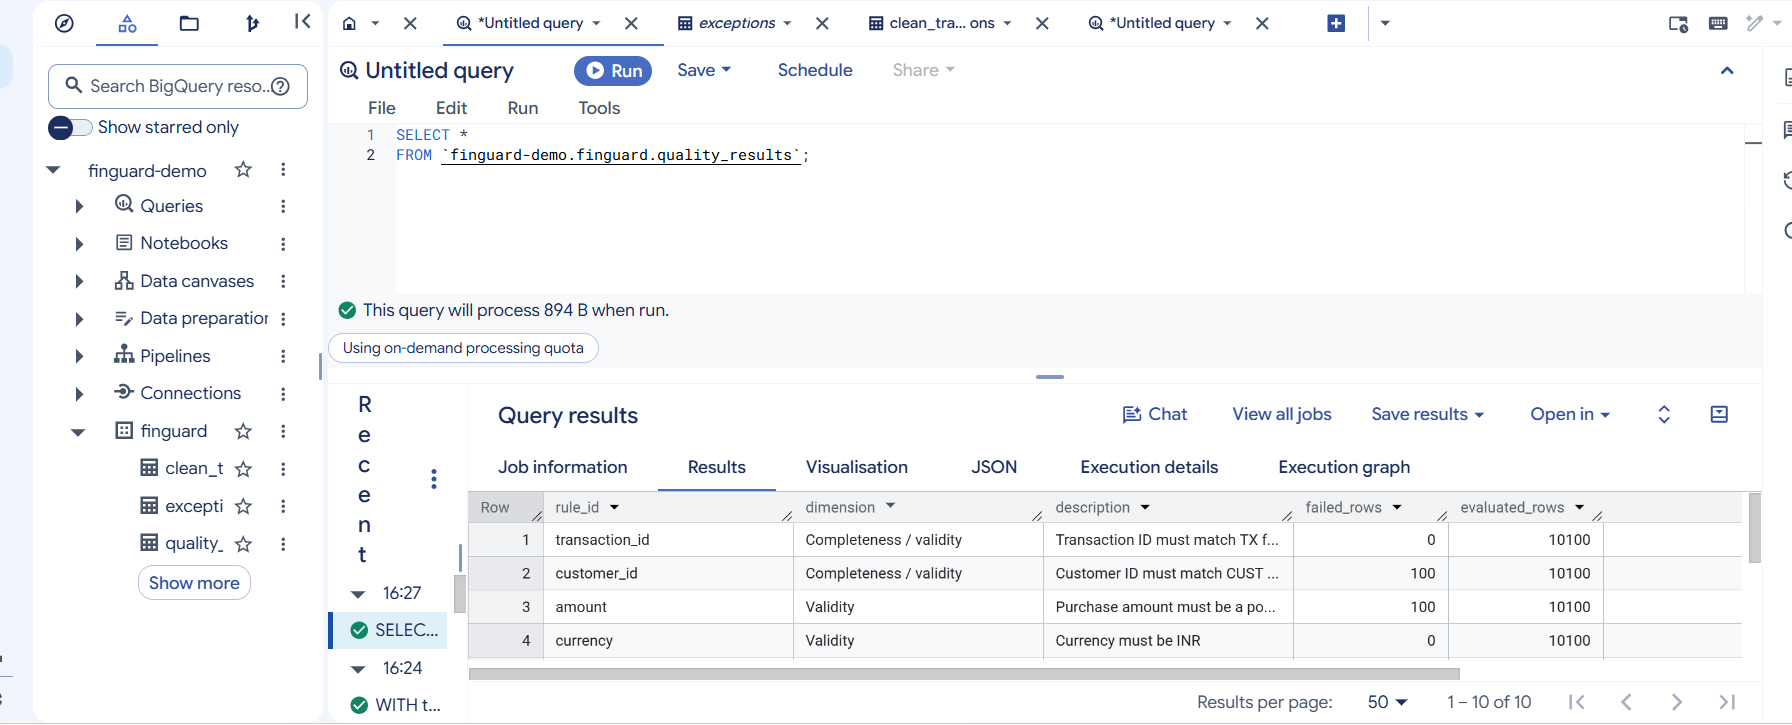 *Untitled query
exceptions
clean_tra... ons
*Untitled query
Search BigQuery reso..
Show starred only
finguard-demo
Queries
Notebooks
Data canvases
Data preparation
Pipelines
Connections
finguard
clean_t
excepti
quality_
Show more
Untitled query
Run
Save
Schedule
Share
File Edit Run Tools
1 SELECT *
2 FROM `finguard-demo.finguard.quality_results`;
This query will process 894 B when run.
Using on-demand processing quota
Recent
16:27
SELEC...
16:24
WITH t...
Query results
Chat
View all jobs
Save results
Open in
Job information Results Visualisation JSON Execution details Execution graph
Row rule_id dimension description failed_rows evaluated_rows
1 transaction_id Completeness / validity Transaction ID must match TX f... 0 10100
2 customer_id Completeness / validity Customer ID must match CUST ... 100 10100
3 amount Validity Purchase amount must be a po... 100 10100
4 currency Validity Currency must be INR 0 10100
Results per page: 50 1 – 10 of 10